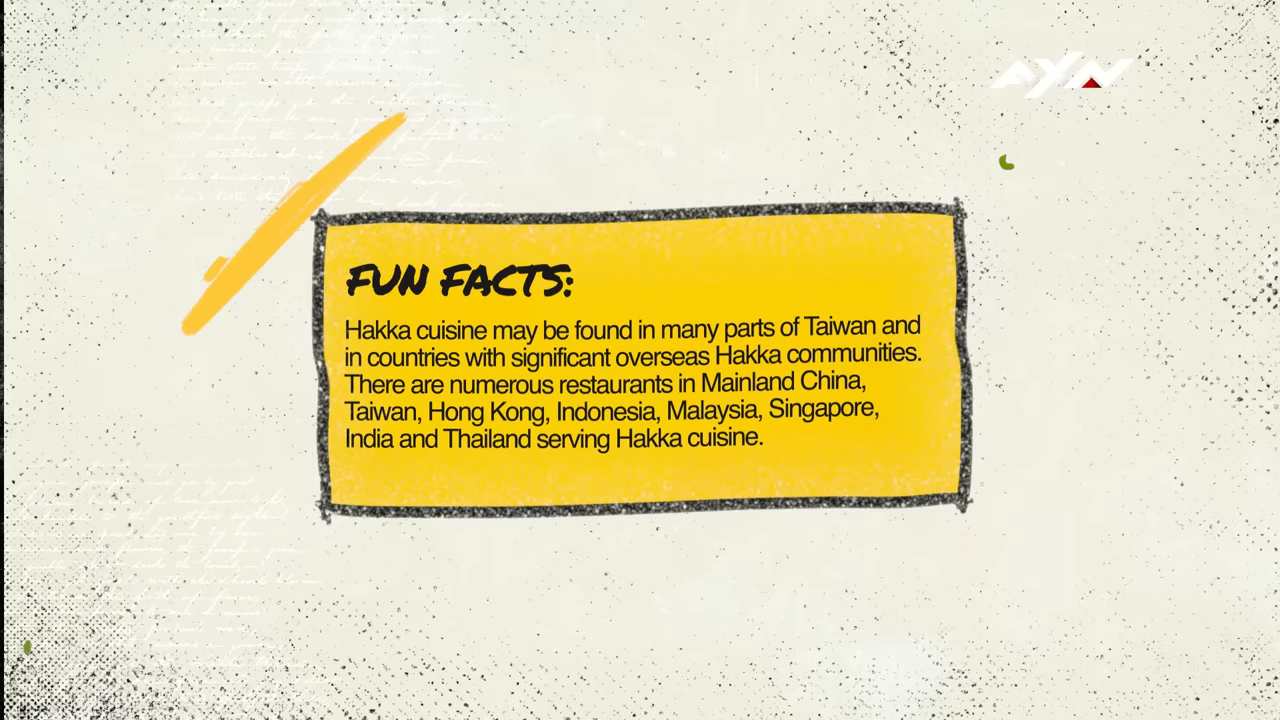 AXN
FUN FACTS:
Hakka cuisine may be found in many parts of Taiwan and
in countries with significant overseas Hakka communities.
There are numerous restaurants in Mainland China,
Taiwan, Hong Kong, Indonesia, Malaysia, Singapore,
India and Thailand serving Hakka cuisine.